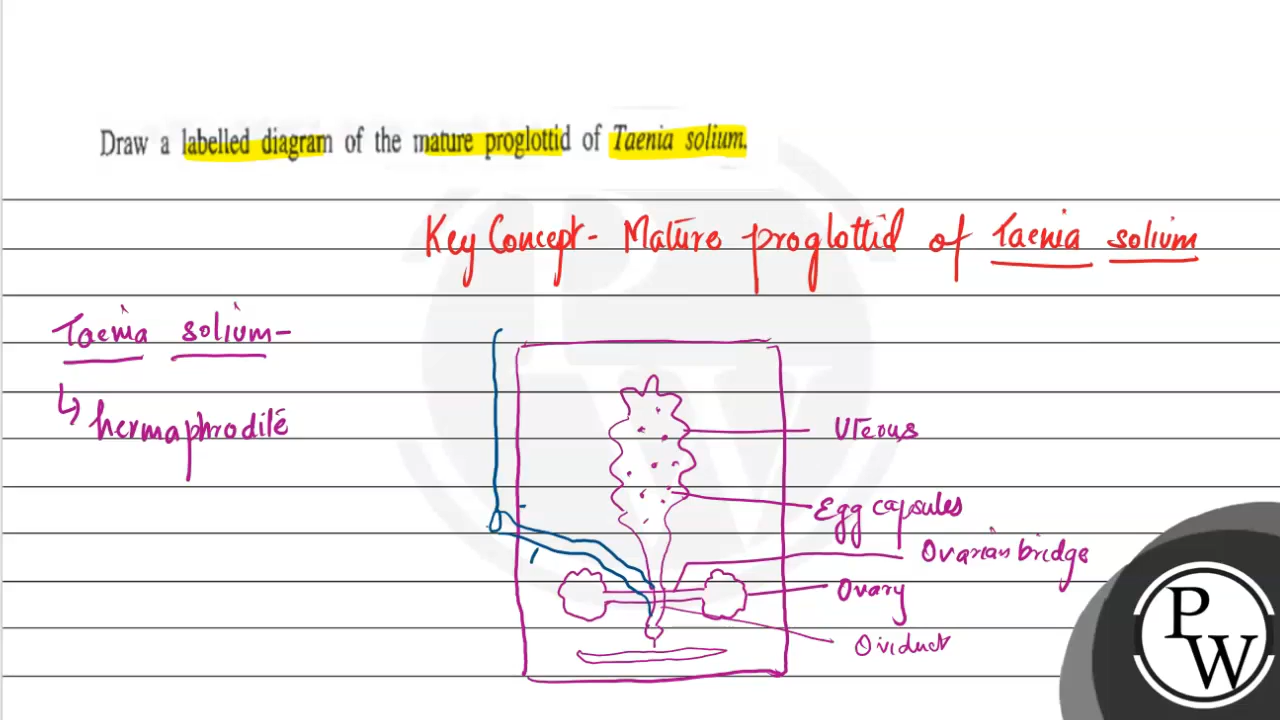 Draw a labelled diagram of the mature proglottid of Taenia solium.
Key Concept- Mature proglottid of Taenia solium
Taenia solium-
↳ hermaphrodite
Uterus
Egg capsules
Ovarian bridge
Ovary
Oviduct
P
W